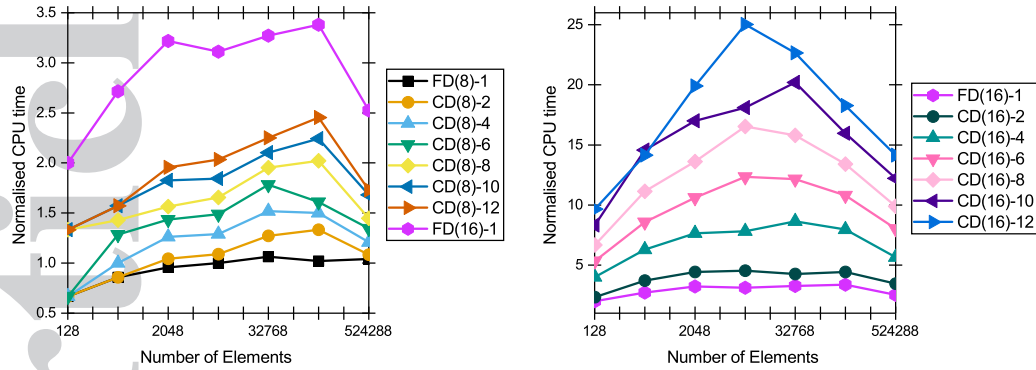 3.5
3.0
2.5
2.0
1.5
1.0
0.5
Normalised CPU time
128
2048
32768
524288
Number of Elements
FD(8)-1
CD(8)-2
CD(8)-4
CD(8)-6
CD(8)-8
CD(8)-10
CD(8)-12
FD(16)-1
25
20
15
10
5
Normalised CPU time
128
2048
32768
524288
Number of Elements
FD(16)-1
CD(16)-2
CD(16)-4
CD(16)-6
CD(16)-8
CD(16)-10
CD(16)-12